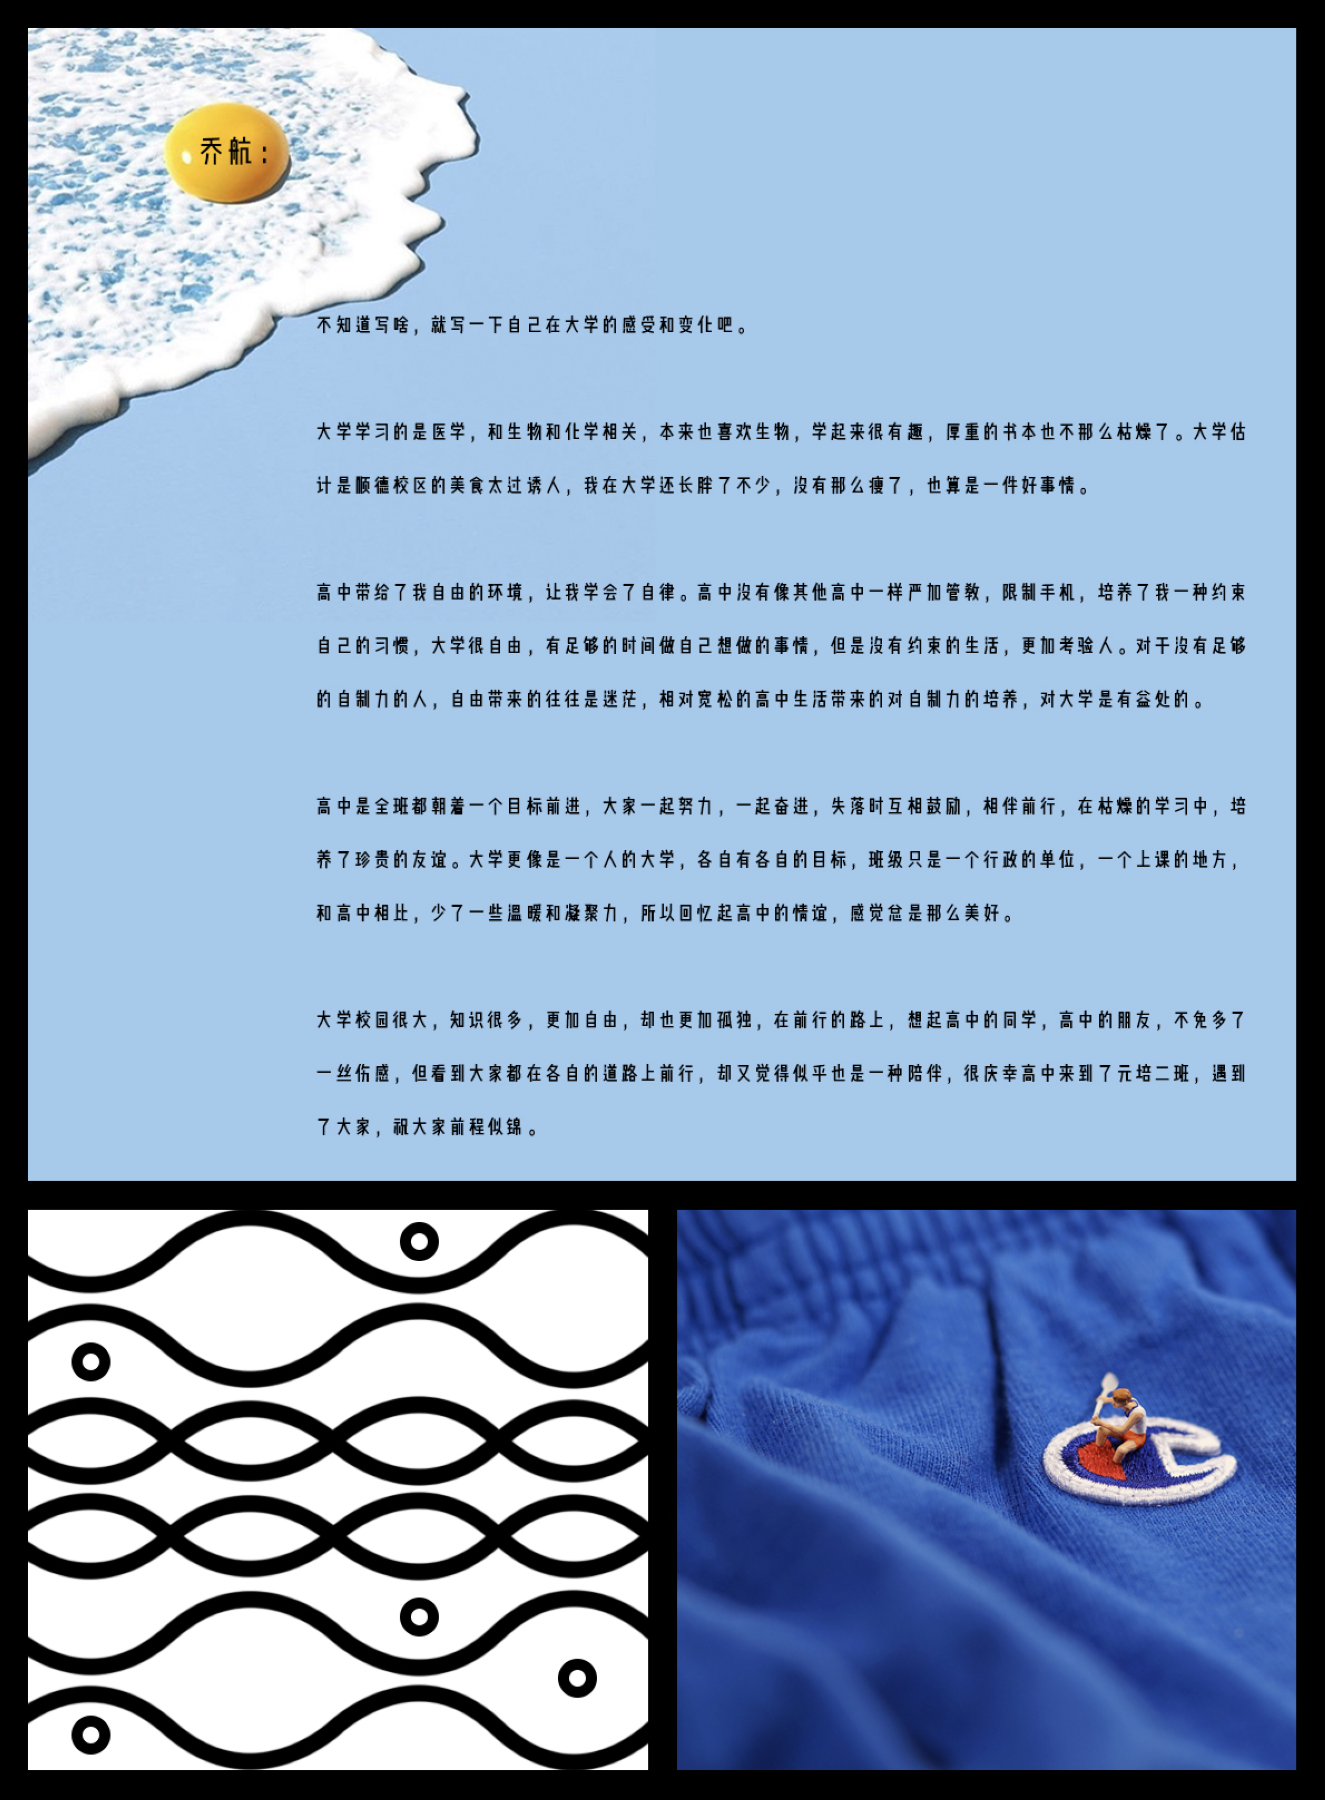 乔航：
不知道写啥，就写一下自己在大学的感受和变化吧。
大学学习的是医学，和生物和化学相关，本来也喜欢生物，学起来很有趣，厚重的书本也不那么枯燥了。大学估
计是顺德校区的美食太过诱人，我在大学还长胖了不少，没有那么瘦了，也算是一件好事情。
高中带给了我自由的环境，让我学会了自律。高中没有像其他高中一样严加管教，限制手机，培养了我一种约束
自己的习惯，大学很自由，有足够的时间做自己想做的事情，但是没有约束的生活，更加考验人。对于没有足够
的自制力的人，自由带来的往往是迷茫，相对宽松的高中生活带来的对自制力的培养，对大学是有益处的。
高中是全班都朝着一个目标前进，大家一起努力，一起奋进，失落时互相鼓励，相伴前行，在枯燥的学习中，培
养了珍贵的友谊。大学更像是一个人的大学，各自有各自的目标，班级只是一个行政的单位，一个上课的地方，
和高中相比，少了一些温暖和凝聚力，所以回忆起高中的情谊，感觉总是那么美好。
大学校园很大，知识很多，更加自由，却也更加孤独，在前行的路上，想起高中的同学，高中的朋友，不免多了
一丝伤感，但看到大家都在各自的道路上前行，却又觉得似乎也是一种陪伴，很庆幸高中来到了元培二班，遇到
了大家，祝大家前程似锦。